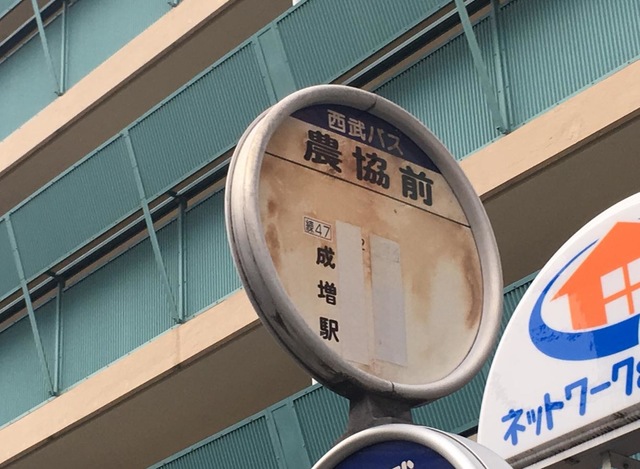 西武バス
農協前
練47
成増駅
ネットワーク